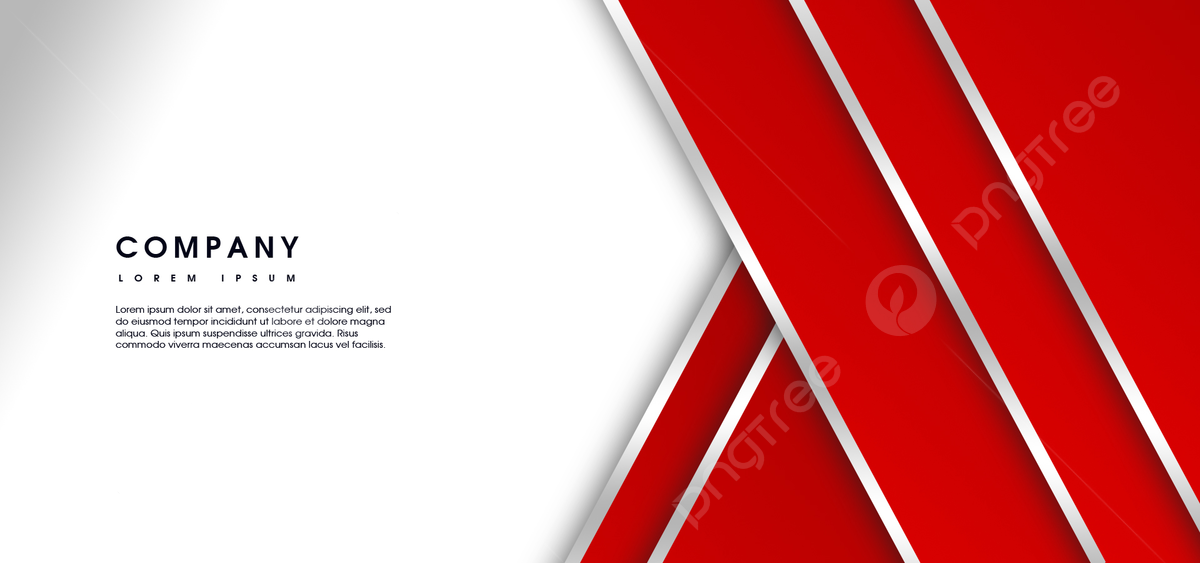 COMPANY
LOREM IPSUM
Lorem ipsum dolor sit amet, consectetur adipiscing elit, sed
do eiusmod tempor incididunt ut labore et dolore magna
aliqua. Quis ipsum suspendisse ultrices gravida. Risus
commodo viverra maecenas accumsan lacus vel facilisis.
pngtree
pngtree